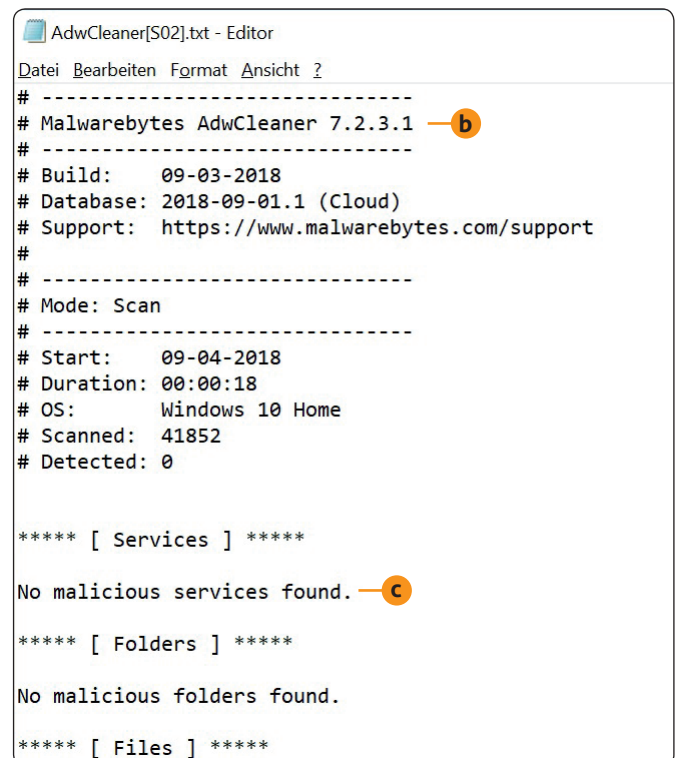 AdwCleaner[S02].txt - Editor
Datei Bearbeiten Format Ansicht ?
# -------------------------------
# Malwarebytes AdwCleaner 7.2.3.1 b
# -------------------------------
# Build:    09-03-2018
# Database: 2018-09-01.1 (Cloud)
# Support:  https://www.malwarebytes.com/support
#
# -------------------------------
# Mode: Scan
# -------------------------------
# Start:    09-04-2018
# Duration: 00:00:18
# OS:       Windows 10 Home
# Scanned:  41852
# Detected: 0
***** [ Services ] *****
No malicious services found. c
***** [ Folders ] *****
No malicious folders found.
***** [ Files ] *****